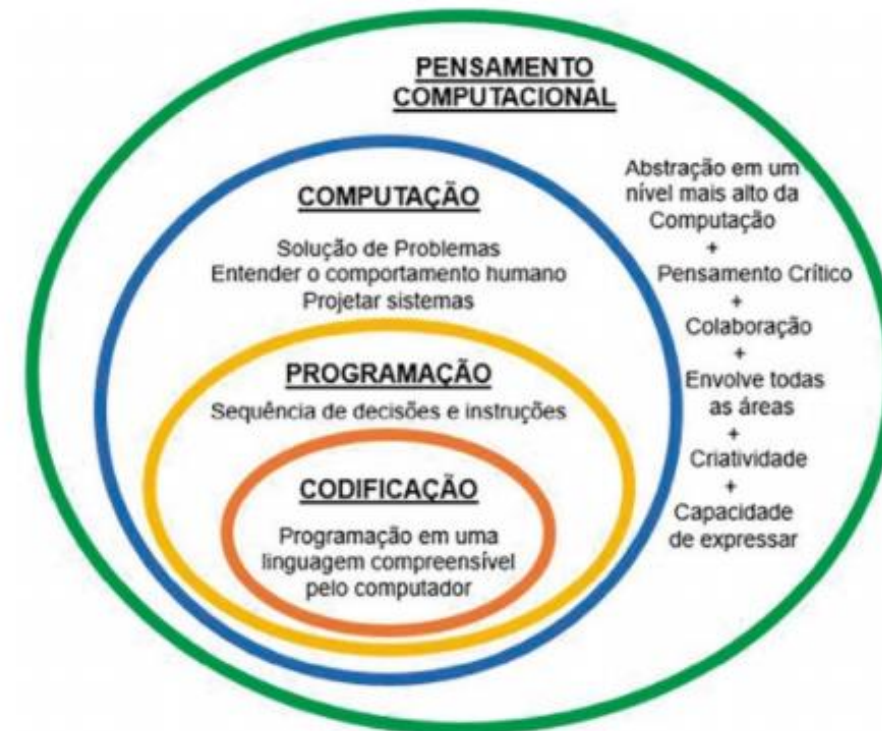 PENSAMENTO
COMPUTACIONAL
Abstração em um
nível mais alto da
Computação
+
Pensamento Crítico
+
Colaboração
+
Envolve todas
as áreas
+
Criatividade
+
Capacidade
de expressar
COMPUTAÇÃO
Solução de Problemas
Entender o comportamento humano
Projetar sistemas
PROGRAMAÇÃO
Sequência de decisões e instruções
CODIFICAÇÃO
Programação em uma
linguagem compreensível
pelo computador